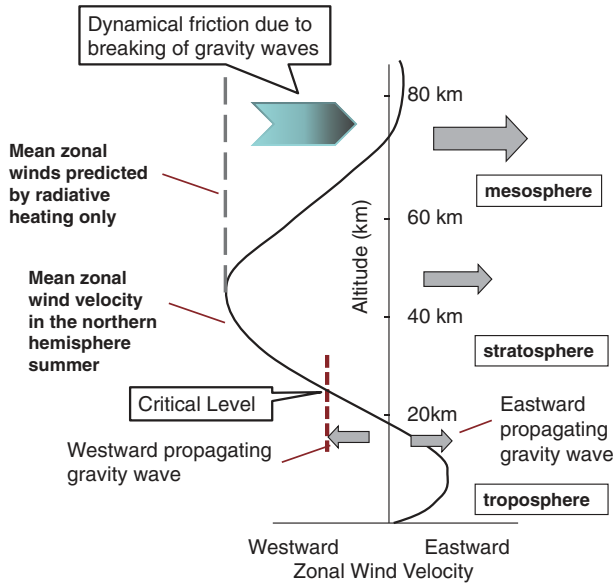 Dynamical friction due to
breaking of gravity waves
80 km
Mean zonal
winds predicted
by radiative
heating only
mesosphere
60 km
Altitude (km)
Mean zonal
wind velocity
in the northern
hemisphere
summer
40 km
stratosphere
Critical Level
20km
Eastward
propagating
gravity wave
Westward propagating
gravity wave
troposphere
Westward
Eastward
Zonal Wind Velocity